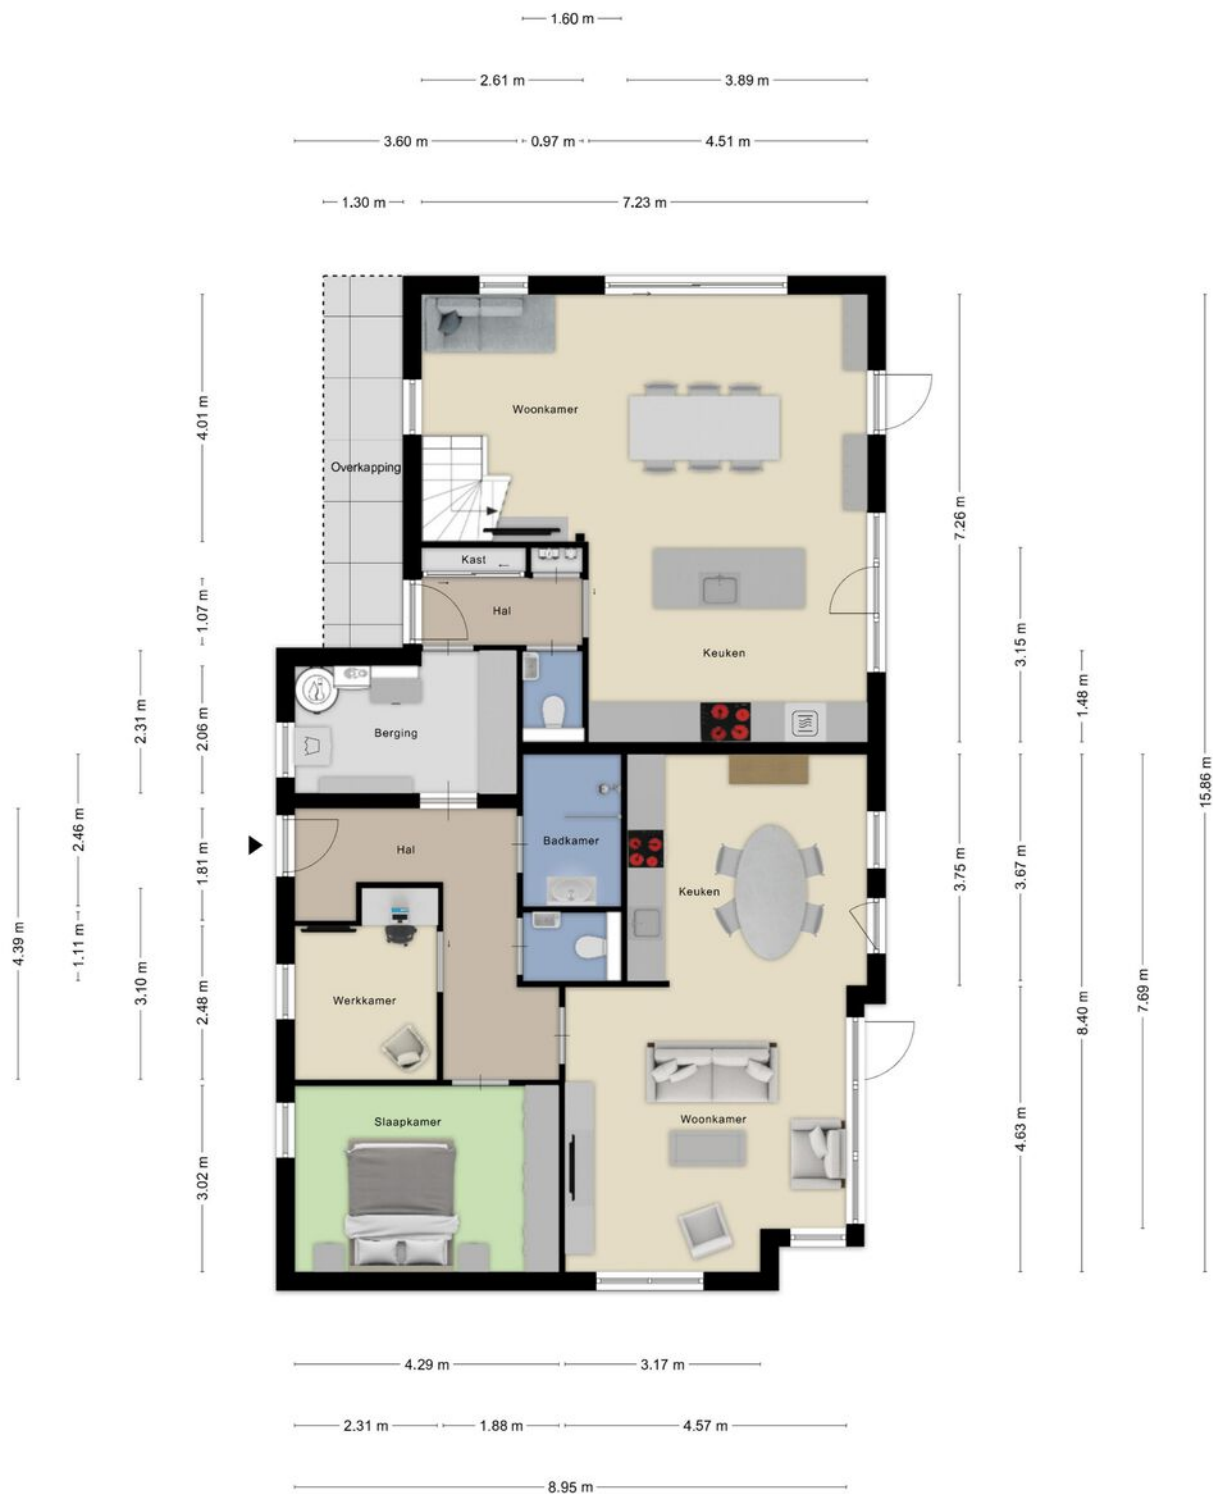 1.60 m
2.61 m
3.89 m
3.60 m
0.97 m
4.51 m
1.30 m
7.23 m
4.01 m
Woonkamer
Overkapping
7.26 m
Kast
1.07 m
Hal
3.15 m
Keuken
1.48 m
2.31 m
2.06 m
Berging
15.86 m
2.46 m
1.81 m
Hal
Badkamer
Keuken
3.75 m
3.67 m
4.39 m
1.11 m
3.10 m
2.48 m
Werkkamer
8.40 m
7.69 m
Slaapkamer
Woonkamer
4.63 m
3.02 m
4.29 m
3.17 m
2.31 m
1.88 m
4.57 m
8.95 m